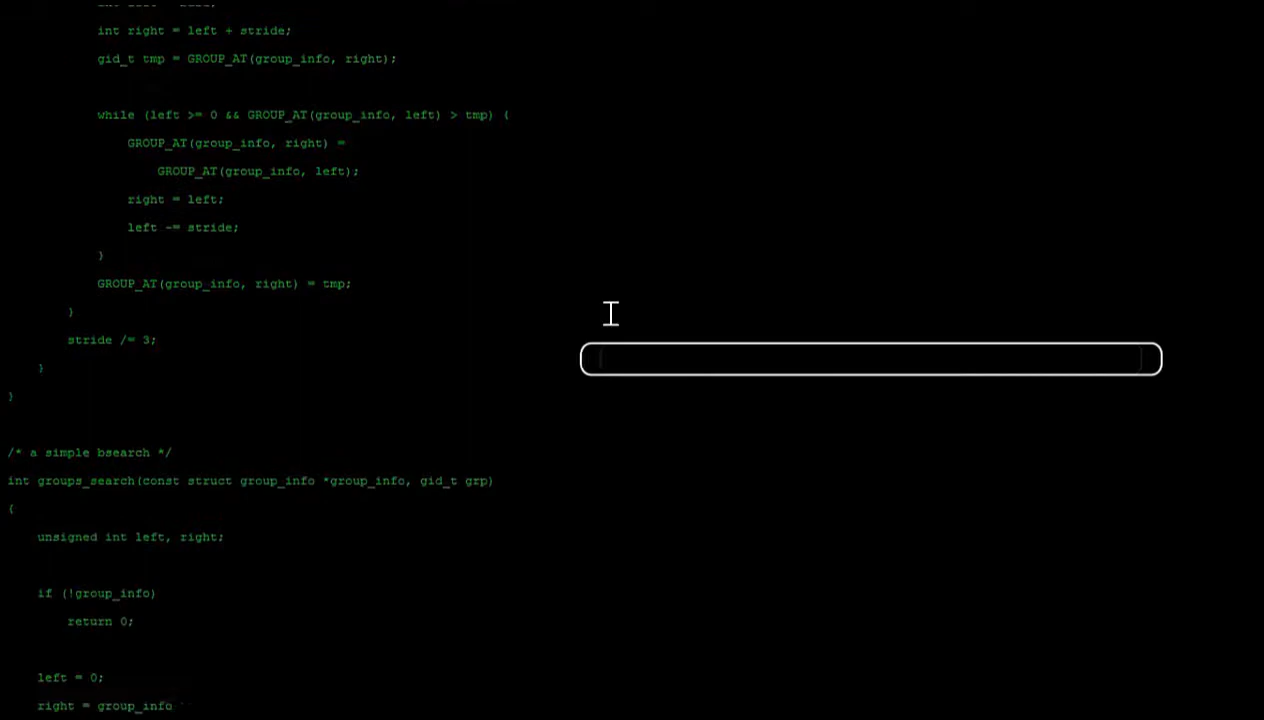 int right = left + stride;
gid_t tmp = GROUP_AT(group_info, right);
while (left >= 0 && GROUP_AT(group_info, left) > tmp) {
GROUP_AT(group_info, right) =
GROUP_AT(group_info, left);
right = left;
left -= stride;
}
GROUP_AT(group_info, right) = tmp;
}
stride /= 3;
}
}
/* a simple bsearch */
int groups_search(const struct group_info *group_info, gid_t grp)
{
unsigned int left, right;
if (!group_info)
return 0;
left = 0;
right = group_info